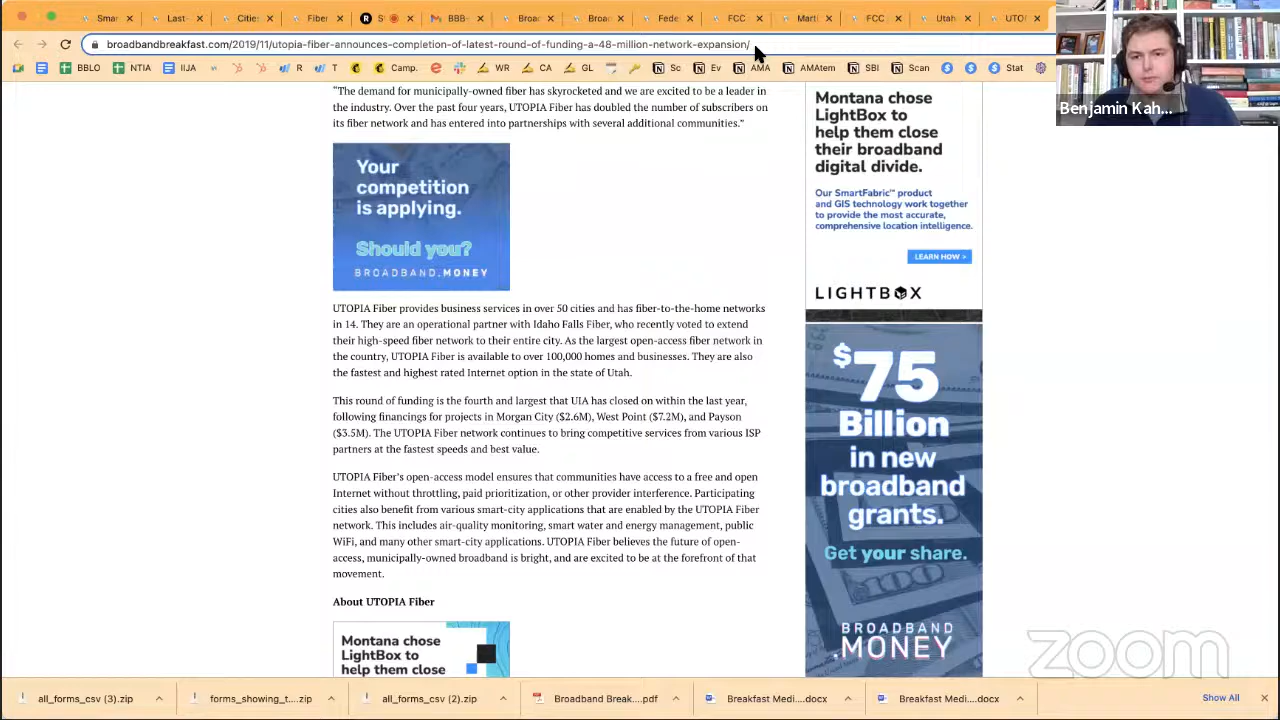 Smar
Last-
Citie
Fiber
S
BBB
Broa
Broa
Fede
FCC
Marti
FCC
Utah
UTO
broadbandbreakfast.com/2019/11/utopia-fiber-announces-completion-of-latest-round-of-funding-a-48-million-network-expansion/
BBLO
NTIA
IIJA
R
T
Camp.
WR
CA
GL
Sc
Ev
AMA
AMAtem
SBI
Scan
Stat
Benjamin Kah...
"The demand for municipally-owned fiber has skyrocketed and we are excited to be a leader in
the industry. Over the past four years, UTOPIA Fiber has doubled the number of subscribers on
its fiber network and has entered into partnerships with several additional communities."
Your
competition
is applying.
Should you?
BROADBAND.MONEY
UTOPIA Fiber provides business services in over 50 cities and has fiber-to-the-home networks
in 14. They are an operational partner with Idaho Falls Fiber, who recently voted to extend
their high-speed fiber network to their entire city. As the largest open-access fiber network in
the country, UTOPIA Fiber is available to over 100,000 homes and businesses. They are also
the fastest and highest rated Internet option in the state of Utah.
This round of funding is the fourth and largest that UIA has closed on within the last year,
following financings for projects in Morgan City ($2.6M), West Point ($7.2M), and Payson
($3.5M). The UTOPIA Fiber network continues to bring competitive services from various ISP
partners at the fastest speeds and best value.
UTOPIA Fiber's open-access model ensures that communities have access to a free and open
Internet without throttling, paid prioritization, or other provider interference. Participating
cities also benefit from various smart-city applications that are enabled by the UTOPIA Fiber
network. This includes air-quality monitoring, smart water and energy management, public
WiFi, and many other smart-city applications. UTOPIA Fiber believes the future of open-
access, municipally-owned broadband is bright, and are excited to be at the forefront of that
movement.
About UTOPIA Fiber
Montana chose
LightBox to
help them close
Montana chose
LightBox to
help them close
their broadband
digital divide.
Our SmartFabric™ product
and GIS technology work together
to provide the most accurate,
comprehensive location intelligence.
LEARN HOW >
LIGHTBOX
$75
Billion
in new
broadband
grants.
Get your share.
BROADBAND
.MONEY
zoom
all_forms_csv (3).zip
forms_showing_t....zip
all_forms_csv (2).zip
Broadband Break....pdf
Breakfast Medi....docx
Breakfast Medi....docx
Show All